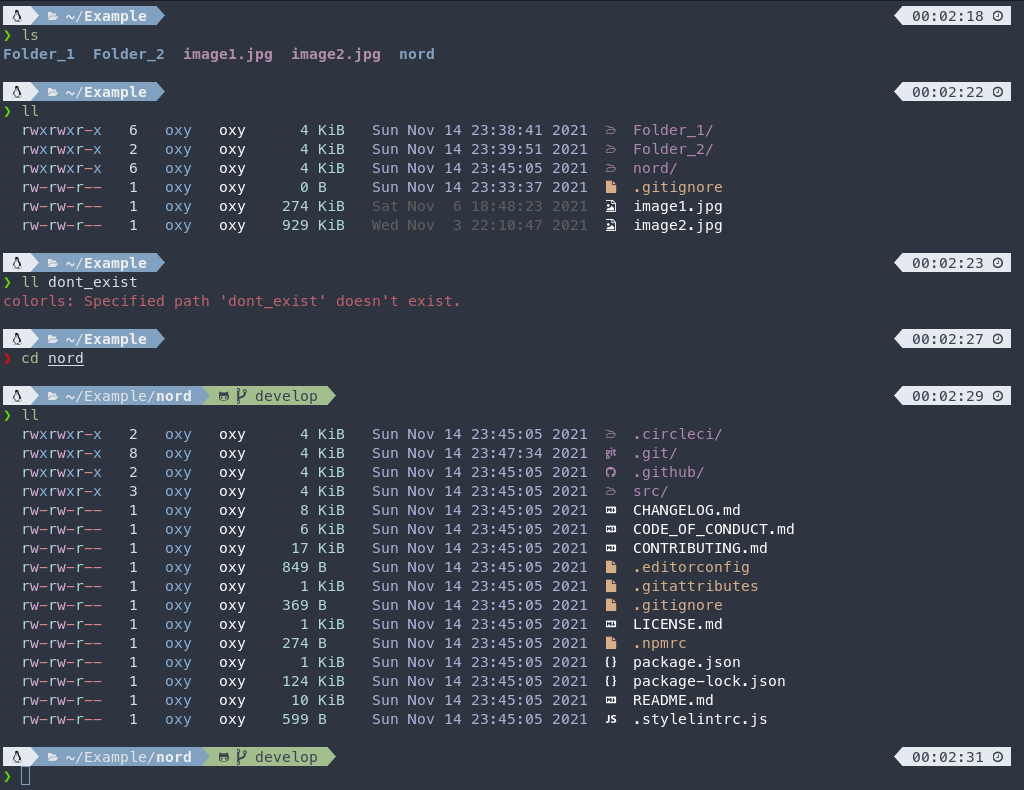 ~/Example 00:02:18
❯ ls
Folder_1  Folder_2  image1.jpg  image2.jpg  nord
~/Example 00:02:22
❯ ll
rwxrwxr-x   6   oxy   oxy      4 KiB   Sun Nov 14 23:38:41 2021   Folder_1/
rwxrwxr-x   2   oxy   oxy      4 KiB   Sun Nov 14 23:39:51 2021   Folder_2/
rwxrwxr-x   6   oxy   oxy      4 KiB   Sun Nov 14 23:45:05 2021   nord/
rw-rw-r--   1   oxy   oxy      0 B     Sun Nov 14 23:33:37 2021   .gitignore
rw-rw-r--   1   oxy   oxy    274 KiB   Sat Nov  6 18:48:23 2021   image1.jpg
rw-rw-r--   1   oxy   oxy    929 KiB   Wed Nov  3 22:10:47 2021   image2.jpg
~/Example 00:02:23
❯ ll dont_exist
colorls: Specified path 'dont_exist' doesn't exist.
~/Example 00:02:27
❯ cd nord
~/Example/nord develop 00:02:29
❯ ll
rwxrwxr-x   2   oxy   oxy      4 KiB   Sun Nov 14 23:45:05 2021   .circleci/
rwxrwxr-x   8   oxy   oxy      4 KiB   Sun Nov 14 23:47:34 2021   git .git/
rwxrwxr-x   2   oxy   oxy      4 KiB   Sun Nov 14 23:45:05 2021   .github/
rwxrwxr-x   3   oxy   oxy      4 KiB   Sun Nov 14 23:45:05 2021   src/
rw-rw-r--   1   oxy   oxy      8 KiB   Sun Nov 14 23:45:05 2021   CHANGELOG.md
rw-rw-r--   1   oxy   oxy      6 KiB   Sun Nov 14 23:45:05 2021   CODE_OF_CONDUCT.md
rw-rw-r--   1   oxy   oxy     17 KiB   Sun Nov 14 23:45:05 2021   CONTRIBUTING.md
rw-rw-r--   1   oxy   oxy    849 B     Sun Nov 14 23:45:05 2021   .editorconfig
rw-rw-r--   1   oxy   oxy      1 KiB   Sun Nov 14 23:45:05 2021   .gitattributes
rw-rw-r--   1   oxy   oxy    369 B     Sun Nov 14 23:45:05 2021   .gitignore
rw-rw-r--   1   oxy   oxy      1 KiB   Sun Nov 14 23:45:05 2021   LICENSE.md
rw-rw-r--   1   oxy   oxy    274 B     Sun Nov 14 23:45:05 2021   .npmrc
rw-rw-r--   1   oxy   oxy      1 KiB   Sun Nov 14 23:45:05 2021   {} package.json
rw-rw-r--   1   oxy   oxy    124 KiB   Sun Nov 14 23:45:05 2021   {} package-lock.json
rw-rw-r--   1   oxy   oxy     10 KiB   Sun Nov 14 23:45:05 2021   README.md
rw-rw-r--   1   oxy   oxy    599 B     Sun Nov 14 23:45:05 2021   JS .stylelintrc.js
~/Example/nord develop 00:02:31
❯